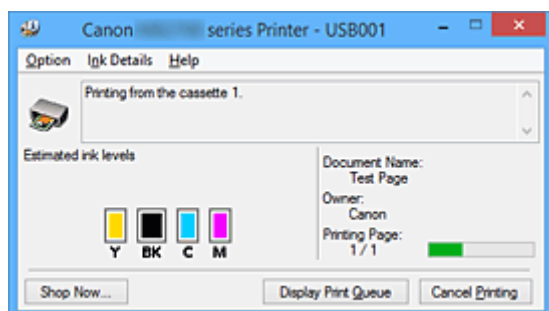 Canon series Printer - USB001
Option Ink Details Help
Printing from the cassette 1.
Estimated ink levels
Document Name:
Test Page
Owner:
Canon
Printing Page:
1 / 1
Y BK C M
Shop Now... Display Print Queue Cancel Printing